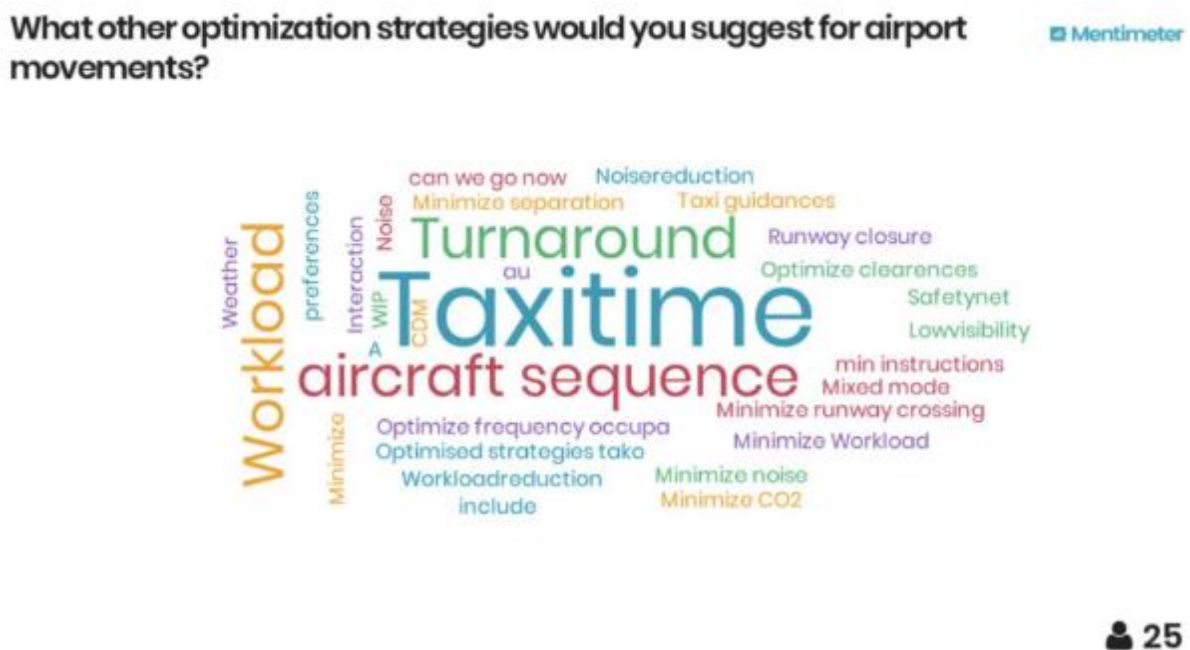 What other optimization strategies would you suggest for airport
movements?
Mentimeter
can we go now
Noisereduction
Minimize separation
Taxi guidances
Noise
preferences
Interaction
Weather
Workload
Turnaround
Runway closure
au
Optimize clearences
WIP
CDM
Taxitime
Safetynet
Lowvisibility
A
aircraft sequence
min instructions
Mixed mode
Minimize runway crossing
Minimize
Optimize frequency occupa
Minimize Workload
Optimised strategies tako
Workloadreduction
Minimize noise
include
Minimize CO2
25